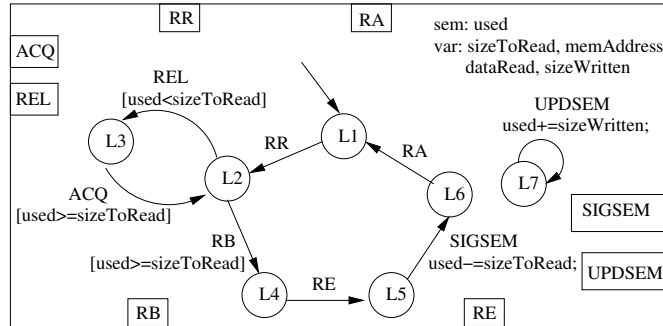 RR
RA
sem: used
var: sizeToRead, memAddress
dataRead, sizeWritten
ACQ
REL
REL
[used<sizeToRead]
UPDSEM
used+=sizeWritten;
L3
L1
RR
RA
L2
L6
L7
ACQ
[used>=sizeToRead]
SIGSEM
RB
[used>=sizeToRead]
SIGSEM
used−=sizeToRead;
UPDSEM
L4
RE
L5
RB
RE